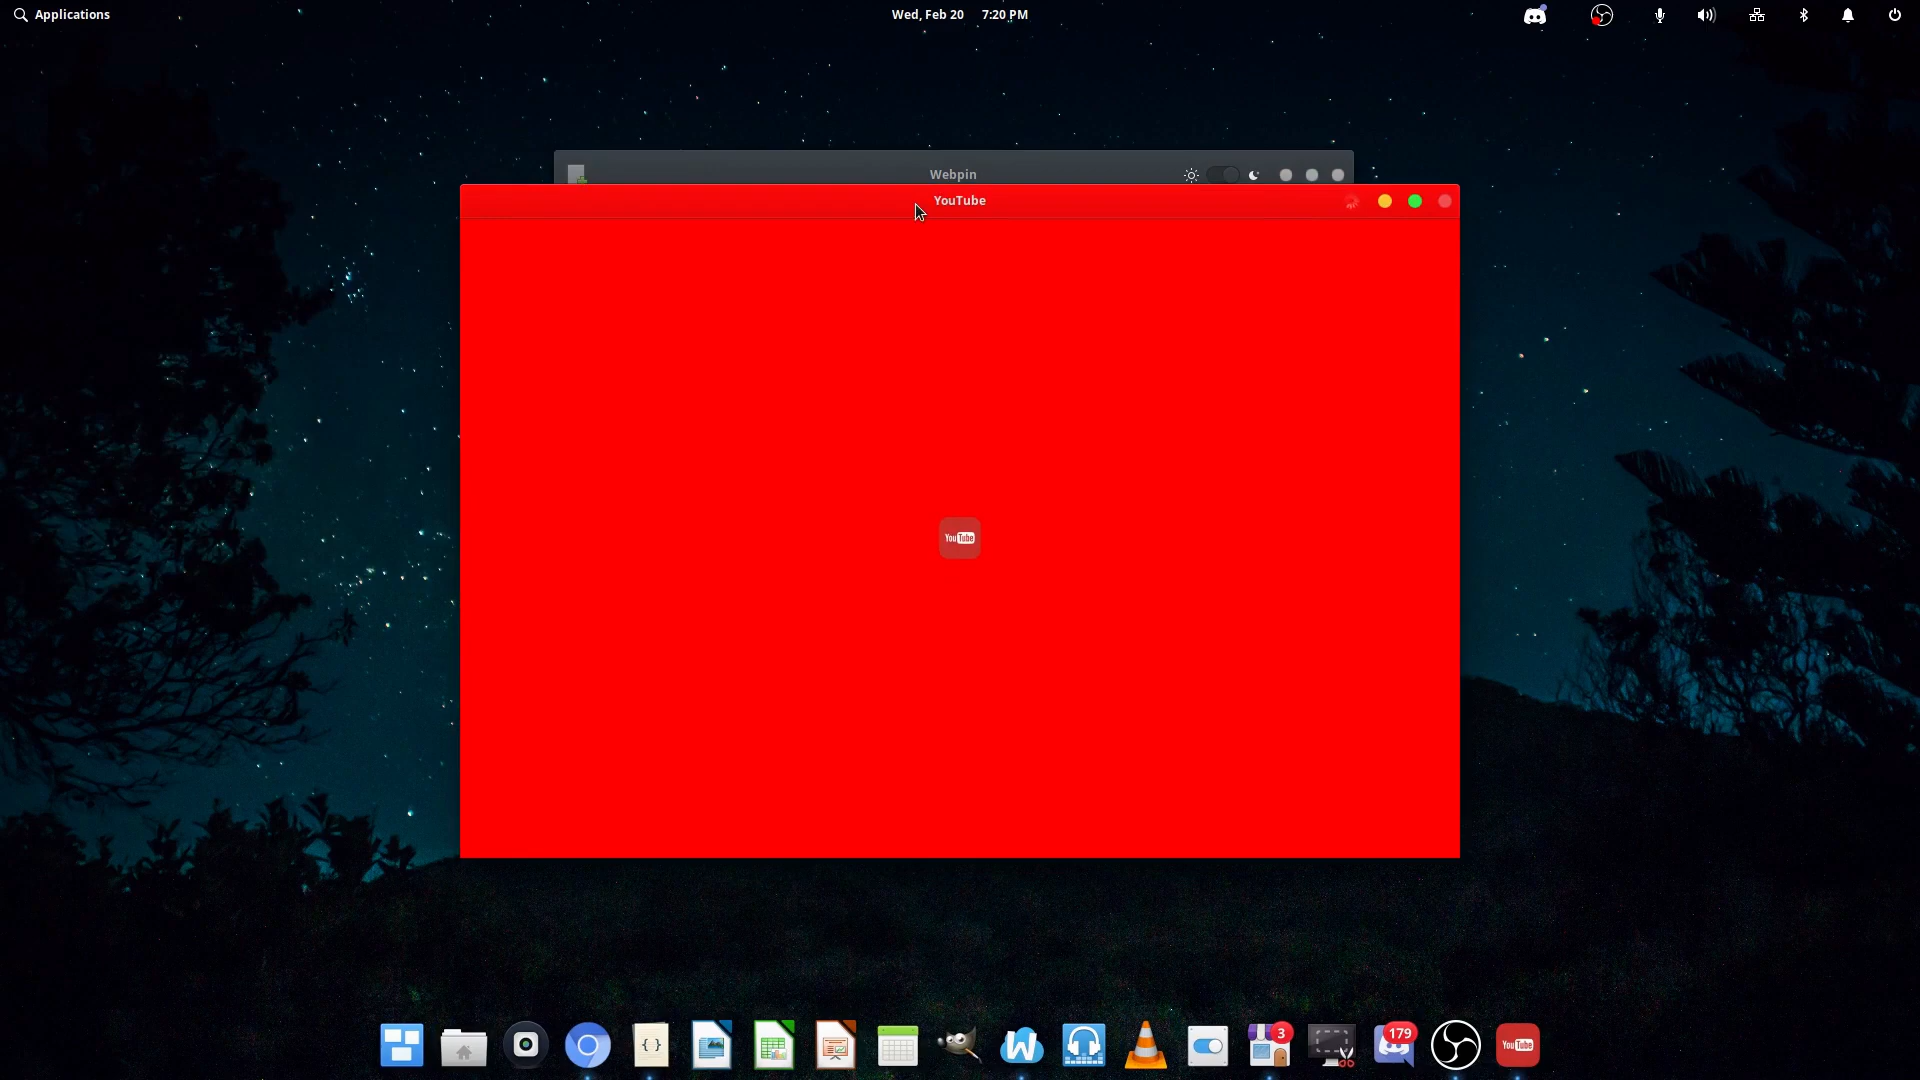 Applications
Wed, Feb 20 7:20 PM
Webpin
YouTube
YouTube
{ }
W
3
179
YouTube